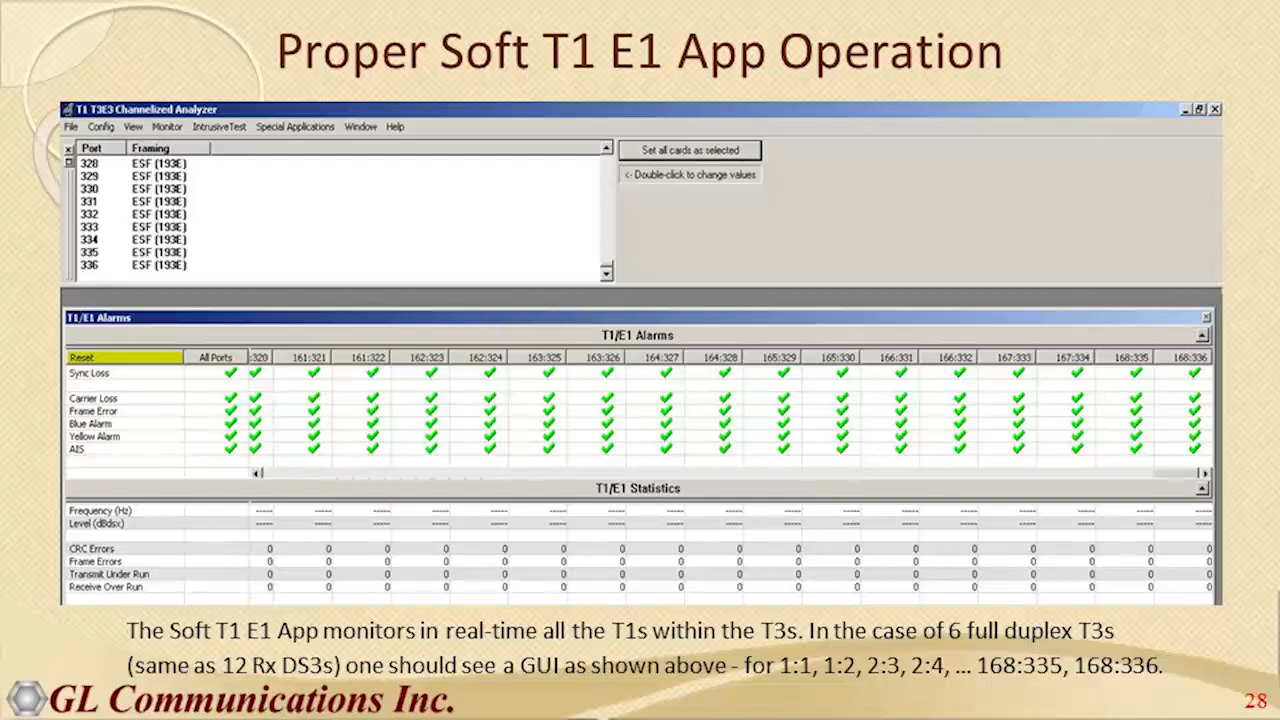 Proper Soft T1 E1 App Operation
T1 T3E3 Channelized Analyzer
File Config View Monitor IntrusiveTest Special Applications Window Help
Port Framing
328 ESF (193E)
329 ESF (193E)
330 ESF (193E)
331 ESF (193E)
332 ESF (193E)
333 ESF (193E)
334 ESF (193E)
335 ESF (193E)
336 ESF (193E)
Set all cards as selected
<- Double-click to change values
T1/E1 Alarms
T1/E1 Alarms
Reset All Ports :320 161:321 161:322 162:323 162:324 163:325 163:326 164:327 164:328 165:329 165:330 166:331 166:332 167:333 167:334 168:335 168:336
Sync Loss
Carrier Loss
Frame Error
Blue Alarm
Yellow Alarm
AIS
T1/E1 Statistics
Frequency (Hz) ----- ----- ----- ----- ----- ----- ----- ----- ----- ----- ----- ----- ----- ----- ----- ----- -----
Level (dBdsx) ----- ----- ----- ----- ----- ----- ----- ----- ----- ----- ----- ----- ----- ----- ----- ----- -----
CRC Errors 0 0 0 0 0 0 0 0 0 0 0 0 0 0 0 0 0
Frame Errors 0 0 0 0 0 0 0 0 0 0 0 0 0 0 0 0 0
Transmit Under Run 0 0 0 0 0 0 0 0 0 0 0 0 0 0 0 0 0
Receive Over Run 0 0 0 0 0 0 0 0 0 0 0 0 0 0 0 0 0
The Soft T1 E1 App monitors in real-time all the T1s within the T3s. In the case of 6 full duplex T3s
(same as 12 Rx DS3s) one should see a GUI as shown above - for 1:1, 1:2, 2:3, 2:4, ... 168:335, 168:336.
GL Communications Inc.
28